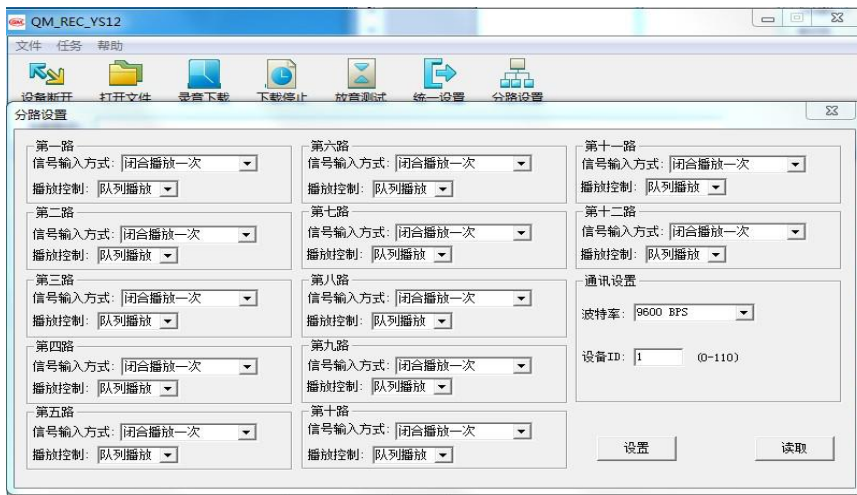 QM QM_REC_YS12
文件 任务 帮助
设备断开 打开文件 录音下载 下载停止 放音测试 统一设置 分路设置
分路设置
第一路
信号输入方式: 闭合播放一次
播放控制: 队列播放
第二路
信号输入方式: 闭合播放一次
播放控制: 队列播放
第三路
信号输入方式: 闭合播放一次
播放控制: 队列播放
第四路
信号输入方式: 闭合播放一次
播放控制: 队列播放
第五路
信号输入方式: 闭合播放一次
播放控制: 队列播放
第六路
信号输入方式: 闭合播放一次
播放控制: 队列播放
第七路
信号输入方式: 闭合播放一次
播放控制: 队列播放
第八路
信号输入方式: 闭合播放一次
播放控制: 队列播放
第九路
信号输入方式: 闭合播放一次
播放控制: 队列播放
第十路
信号输入方式: 闭合播放一次
播放控制: 队列播放
第十一路
信号输入方式: 闭合播放一次
播放控制: 队列播放
第十二路
信号输入方式: 闭合播放一次
播放控制: 队列播放
通讯设置
波特率: 9600 BPS
设备ID: 1 (0-110)
设置 读取